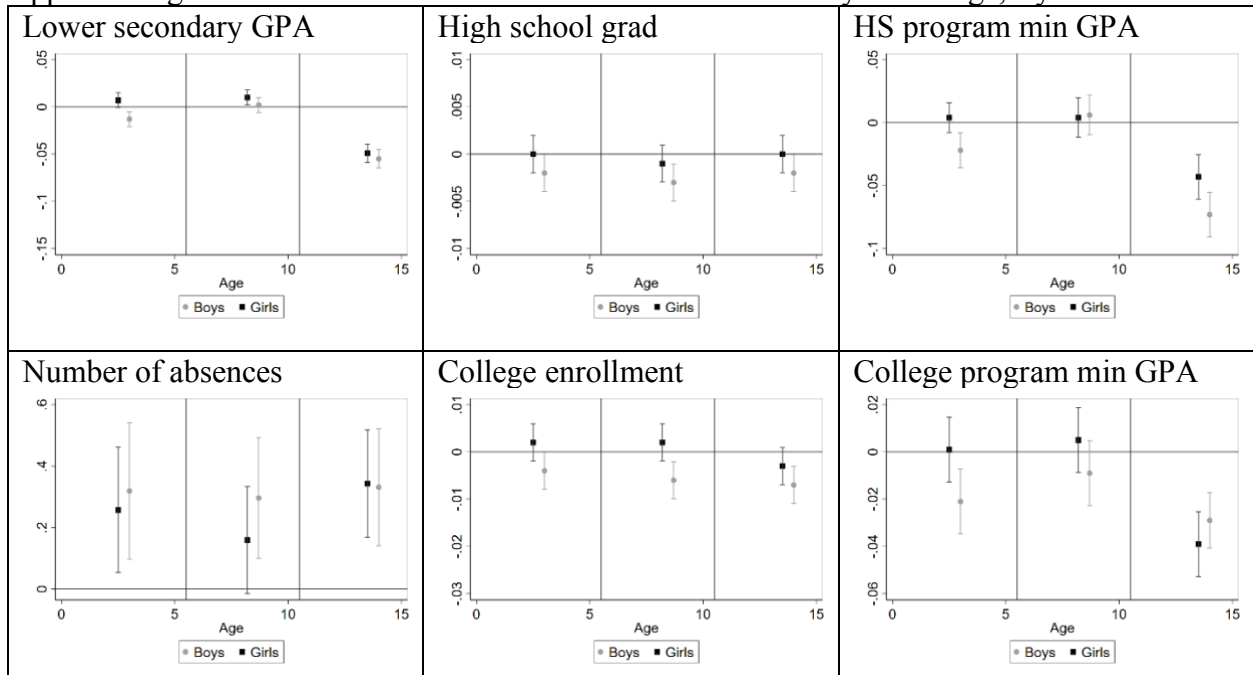 Lower secondary GPA
.05
0
-.05
-.1
-.15
0 5 10 15
Age
Boys Girls
High school grad
.01
.005
0
-.005
-.01
0 5 10 15
Age
Boys Girls
HS program min GPA
.05
0
-.05
-.1
0 5 10 15
Age
Boys Girls
Number of absences
.6
.4
.2
0
0 5 10 15
Age
Boys Girls
College enrollment
.01
0
-.01
-.02
-.03
0 5 10 15
Age
Boys Girls
College program min GPA
.02
0
-.02
-.04
-.06
0 5 10 15
Age
Boys Girls